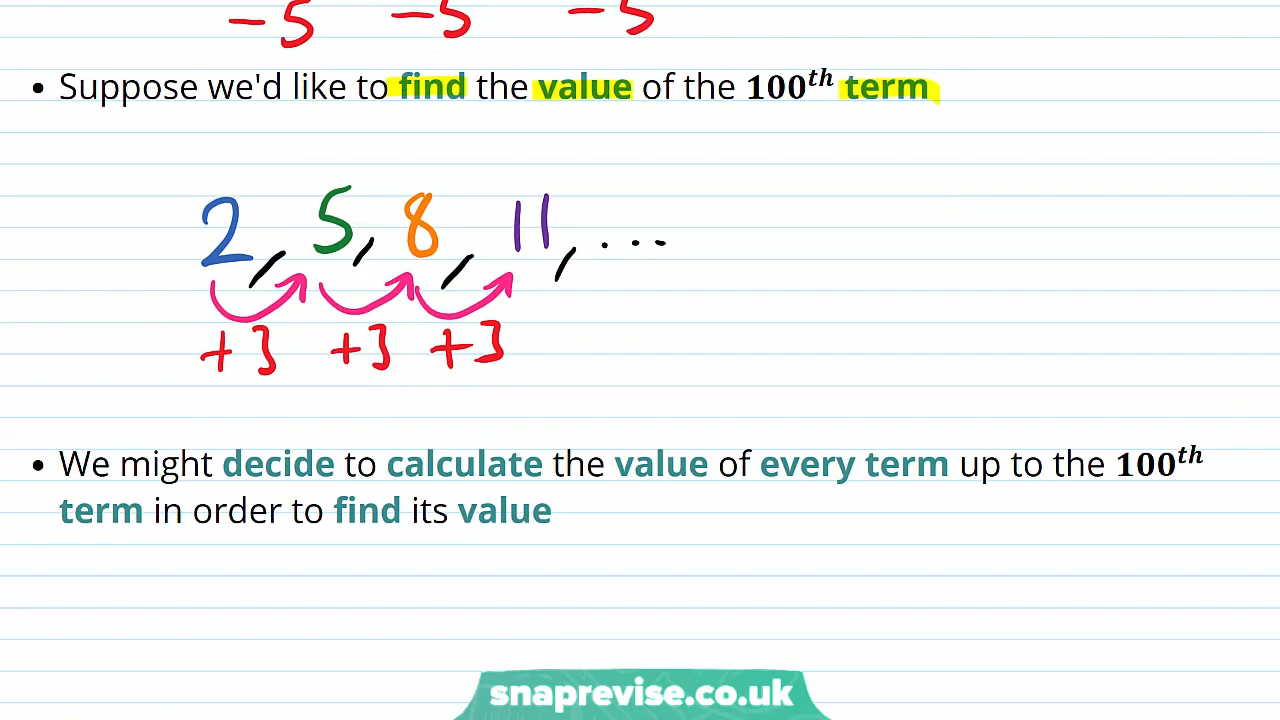 -5 -5 -5
• Suppose we'd like to find the value of the 100th term
2, 5, 8, 11, ...
+3 +3 +3
• We might decide to calculate the value of every term up to the 100th
term in order to find its value
snaprevise.co.uk